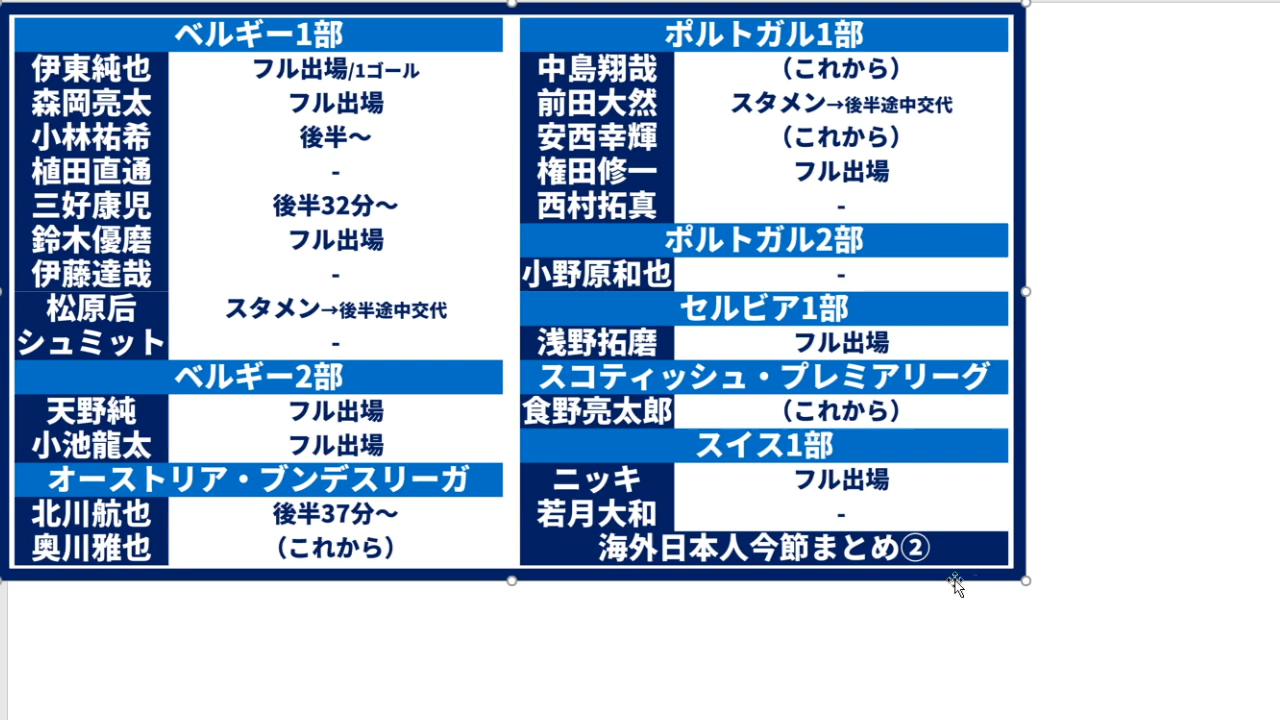 ベルギー1部
伊東純也 フル出場/1ゴール
森岡亮太 フル出場
小林祐希 後半〜
植田直通 -
三好康児 後半32分〜
鈴木優磨 フル出場
伊藤達哉 -
松原后 スタメン→後半途中交代
シュミット -
ベルギー2部
天野純 フル出場
小池龍太 フル出場
オーストリア・ブンデスリーガ
北川航也 後半37分〜
奥川雅也 （これから）
ポルトガル1部
中島翔哉 （これから）
前田大然 スタメン→後半途中交代
安西幸輝 （これから）
権田修一 フル出場
西村拓真 -
ポルトガル2部
小野原和也 -
セルビア1部
浅野拓磨 フル出場
スコティッシュ・プレミアリーグ
食野亮太郎 （これから）
スイス1部
ニッキ フル出場
若月大和 -
海外日本人今節まとめ②